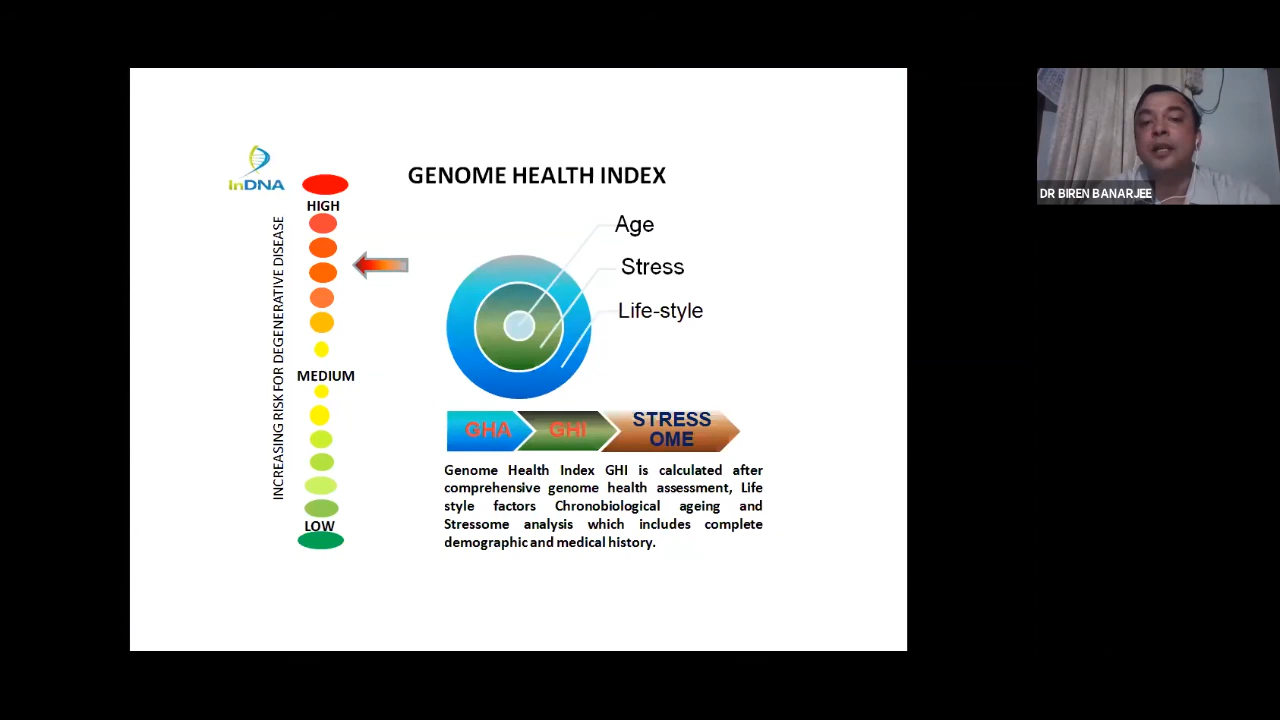 InDNA
GENOME HEALTH INDEX
HIGH
INCREASING RISK FOR DEGENERATIVE DISEASE
MEDIUM
LOW
Age
Stress
Life-style
GHA
GHI
STRESS
OME
Genome Health Index GHI is calculated after
comprehensive genome health assessment, Life
style factors Chronobiological ageing and
Stressome analysis which includes complete
demographic and medical history.
DR BIREN BANARJEE